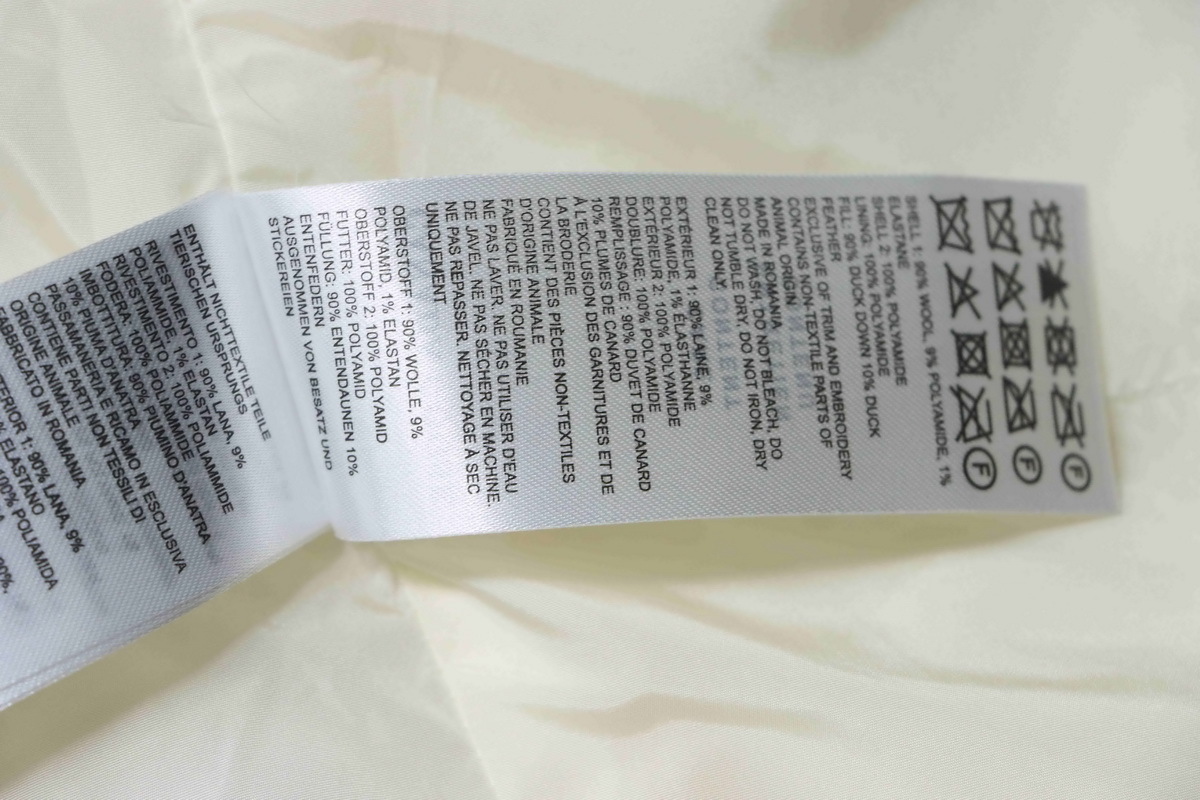 F
F
F
SHELL 1: 90% WOOL, 9% POLYAMIDE, 1%
ELASTANE
SHELL 2: 100% POLYAMIDE
LINING: 100% POLYAMIDE
FILL: 90% DUCK DOWN 10% DUCK
FEATHER
EXCLUSIVE OF TRIM AND EMBROIDERY
CONTAINS NON-TEXTILE PARTS OF
ANIMAL ORIGIN
MADE IN ROMANIA
DO NOT WASH, DO NOT BLEACH, DO
NOT TUMBLE DRY, DO NOT IRON, DRY
CLEAN ONLY
EXTÉRIEUR 1: 90% LAINE, 9%
POLYAMIDE, 1% ÉLASTHANNE
EXTÉRIEUR 2: 100% POLYAMIDE
DOUBLURE: 100% POLYAMIDE
REMPLISSAGE : 90% DUVET DE CANARD
10% PLUMES DE CANARD
À L'EXCLUSION DES GARNITURES ET DE
LA BRODERIE
CONTIENT DES PIÈCES NON-TEXTILES
D'ORIGINE ANIMALE
FABRIQUÉ EN ROUMANIE
NE PAS LAVER, NE PAS UTILISER D'EAU
DE JAVEL, NE PAS SÉCHER EN MACHINE,
NE PAS REPASSER, NETTOYAGE À SEC
UNIQUEMENT
OBERSTOFF 1: 90% WOLLE, 9%
POLYAMID, 1% ELASTAN
OBERSTOFF 2: 100% POLYAMID
FUTTER: 100% POLYAMID
FÜLLUNG: 90% ENTENDAUNEN 10%
ENTENFEDERN
AUSGENOMMEN VON BESATZ UND
STICKEREIEN
ENTHÄLT NICHTTEXTILE TEILE
TIERISCHEN URSPRUNGS
RIVESTIMENTO 1: 90% LANA, 9%
POLIAMMIDE, 1% ELASTAN
RIVESTIMENTO 2: 100% POLIAMMIDE
FODERA: 100% POLIAMMIDE
IMBOTTITURA: 90% PIUMINO D'ANATRA
10% PIUMA D'ANATRA
PASSAMANERIA E RICAMO IN ESCLUSIVA
CONTIENE PARTI NON TESSILI DI
ORIGINE ANIMALE
FABBRICATO IN ROMANIA
1: 90% LANA, 9%
ELASTANO
100% POLIAMIDA